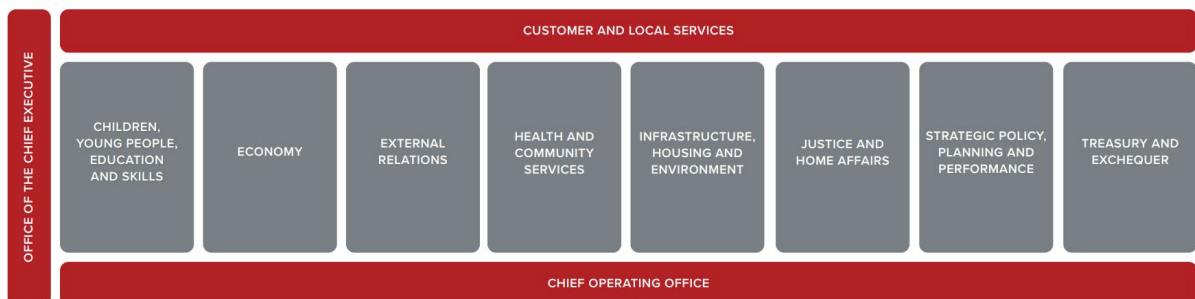 OFFICE OF THE CHIEF EXECUTIVE
CUSTOMER AND LOCAL SERVICES
CHILDREN,
YOUNG PEOPLE,
EDUCATION
AND SKILLS
ECONOMY
EXTERNAL
RELATIONS
HEALTH AND
COMMUNITY
SERVICES
INFRASTRUCTURE,
HOUSING AND
ENVIRONMENT
JUSTICE AND
HOME AFFAIRS
STRATEGIC POLICY,
PLANNING AND
PERFORMANCE
TREASURY AND
EXCHEQUER
CHIEF OPERATING OFFICE